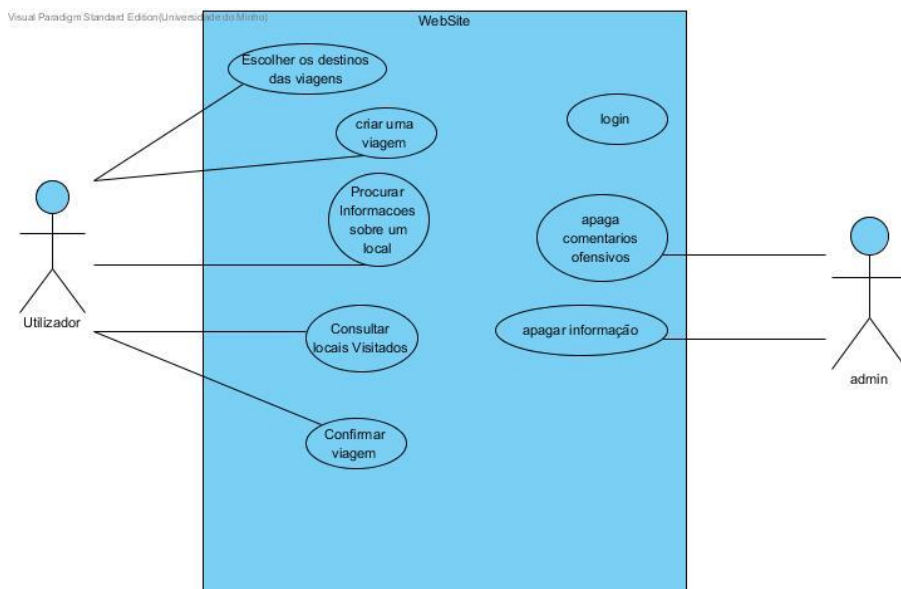 Visual Paradigm Standard Edition(Universidade do Minho)
WebSite
Escolher os destinos
das viagens
criar uma
viagem
login
Procurar
Informacoes
sobre um
local
apaga
comentarios
ofensivos
Utilizador
Consultar
locais Visitados
apagar informação
admin
Confirmar
viagem